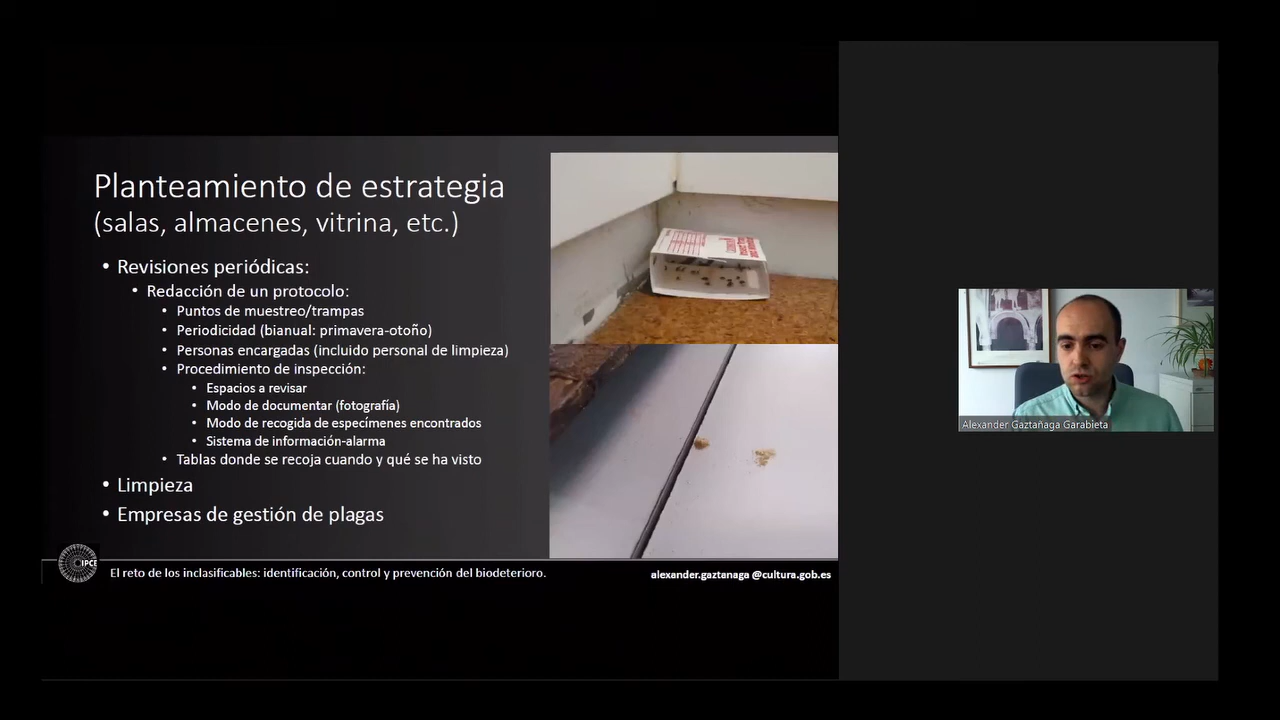 Planteamiento de estrategia
(salas, almacenes, vitrina, etc.)
• Revisiones periódicas:
• Redacción de un protocolo:
• Puntos de muestreo/trampas
• Periodicidad (bianual: primavera-otoño)
• Personas encargadas (incluido personal de limpieza)
• Procedimiento de inspección:
• Espacios a revisar
• Modo de documentar (fotografía)
• Modo de recogida de especímenes encontrados
• Sistema de información-alarma
• Tablas donde se recoja cuando y qué se ha visto
• Limpieza
• Empresas de gestión de plagas
IPCE
El reto de los inclasificables: identificación, control y prevención del biodeterioro.
alexander.gaztanaga @cultura.gob.es
Alexander Gaztañaga Garabieta